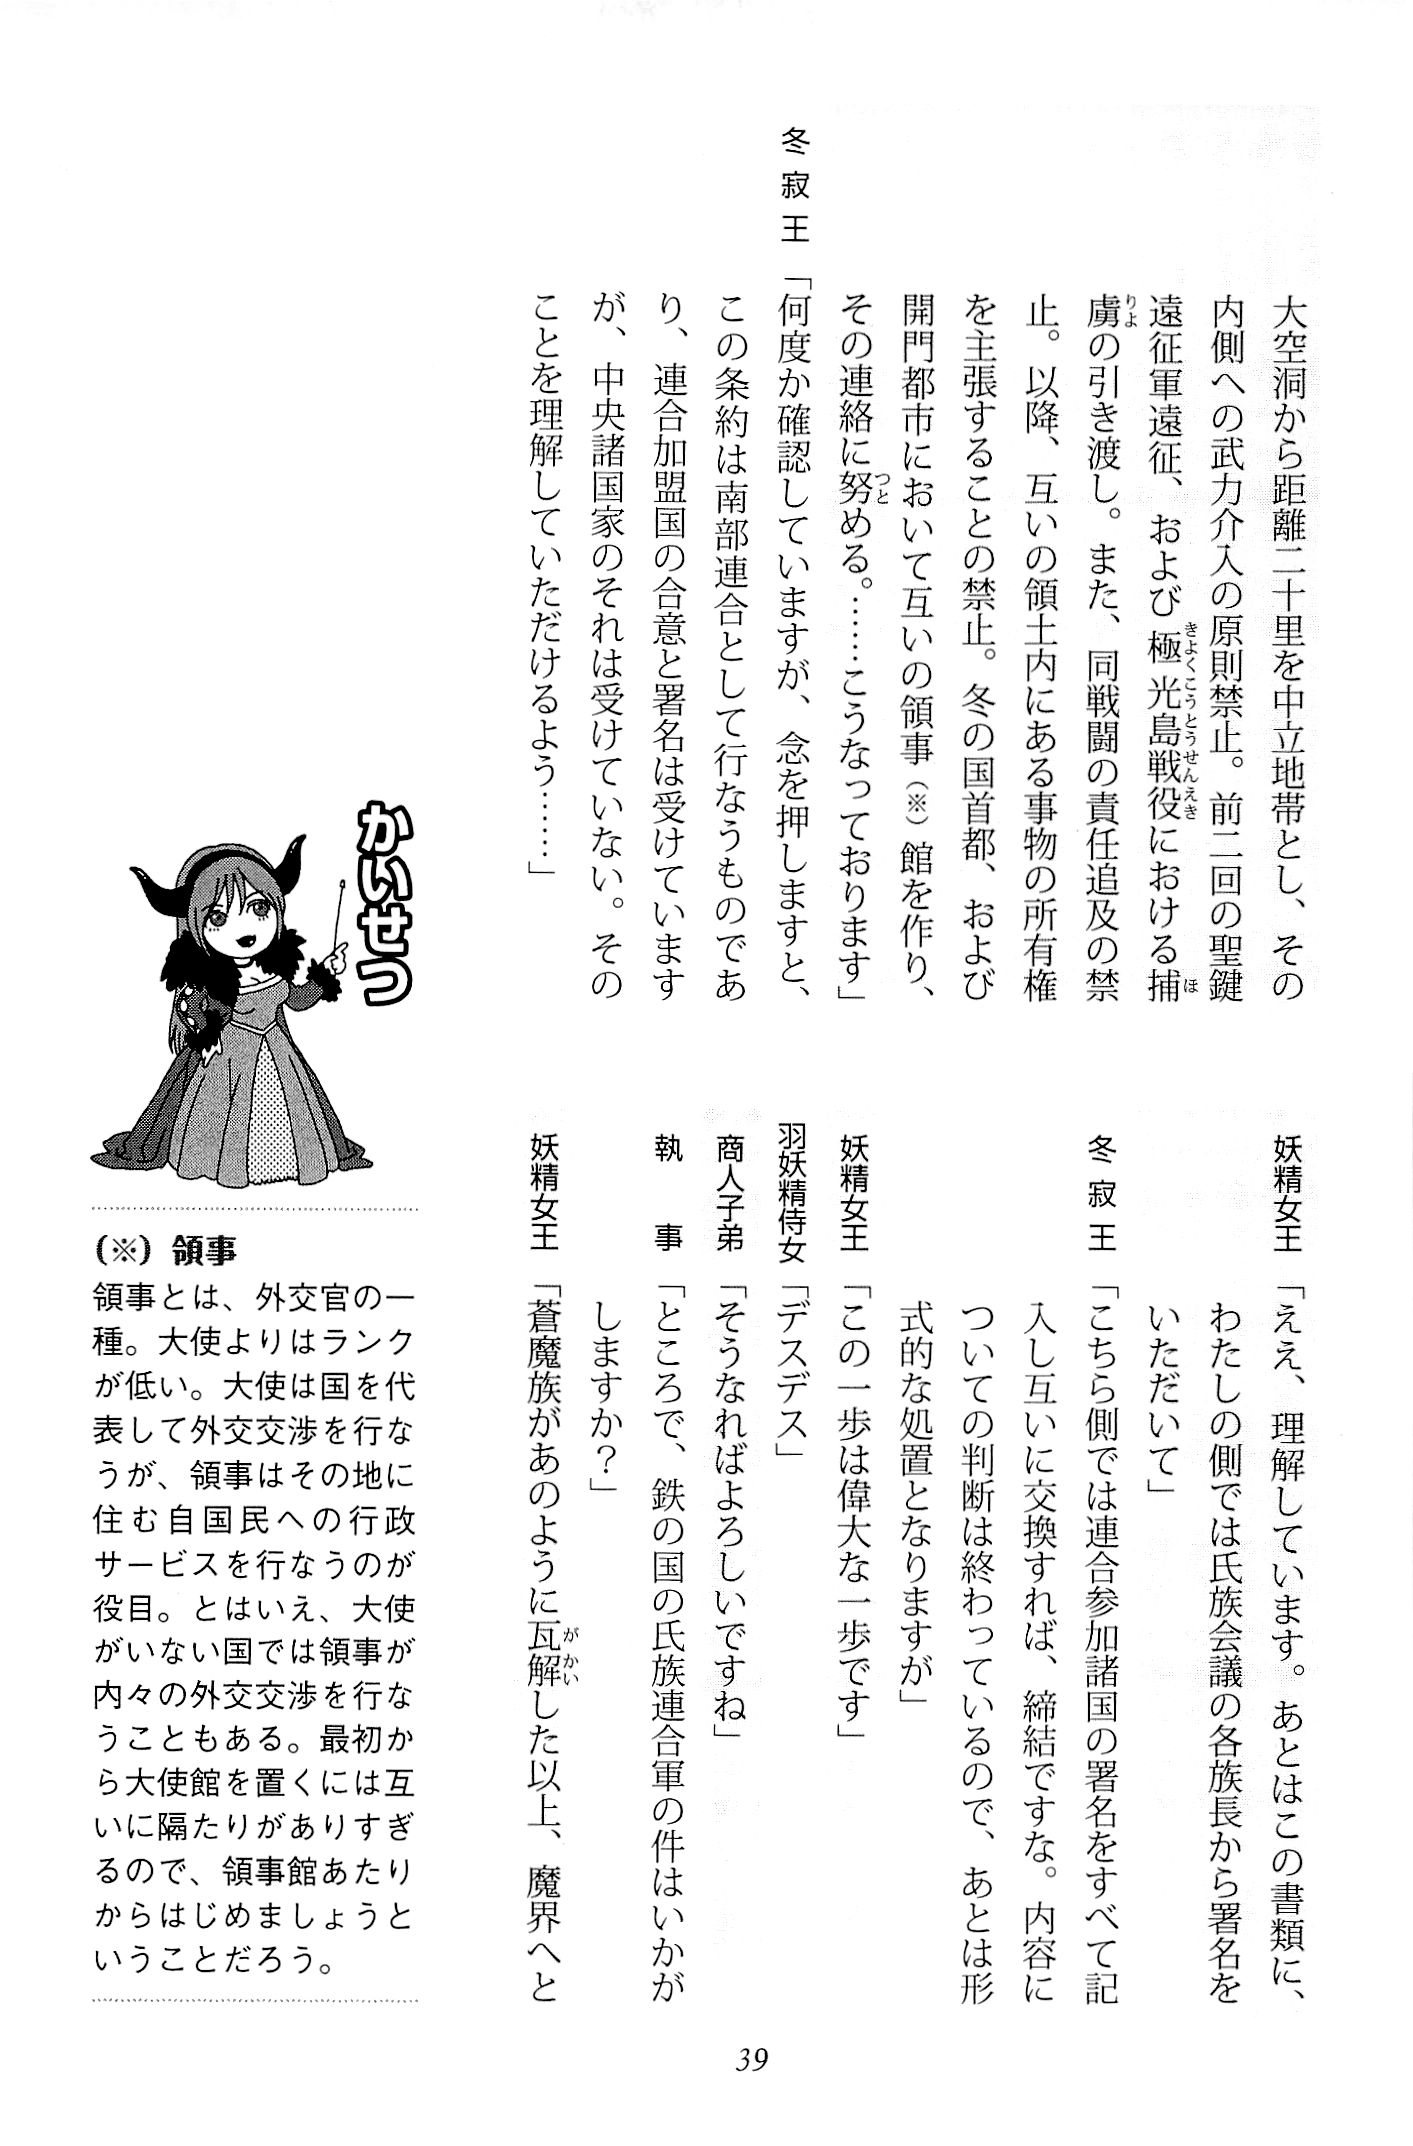 大空洞から距離二十里を中立地帯とし、その
内側への武力介入の原則禁止。前二回の聖鍵
遠征軍遠征、および極光島戦役における捕
虜の引き渡し。また、同戦闘の責任追及の禁
止。以降、互いの領土内にある事物の所有権
を主張することの禁止。冬の国首都、および
開門都市において互いの領事（※）館を作り、
その連絡に努める。……こうなっております」
冬寂王「何度か確認していますが、念を押しますと、
この条約は南部連合として行なうものであ
り、連合加盟国の合意と署名は受けています
が、中央諸国家のそれは受けていない。その
ことを理解していただけるよう……」
妖精女王「ええ、理解しています。あとはこの書類に、
わたしの側では氏族会議の各族長から署名を
いただいて」
冬寂王「こちら側では連合参加諸国の署名をすべて記
入し互いに交換すれば、締結ですな。内容に
ついての判断は終わっているので、あとは形
式的な処置となりますが」
妖精女王「この一歩は偉大な一歩です」
羽妖精侍女「デスデス」
商人子弟「そうなればよろしいですね」
執事「ところで、鉄の国の氏族連合軍の件はいかが
しますか？」
妖精女王「蒼魔族があのように瓦解した以上、魔界へと
かいせつ
（※）領事
領事とは、外交官の一
種。大使よりはランク
が低い。大使は国を代
表して外交交渉を行な
うが、領事はその地に
住む自国民への行政
サービスを行なうのが
役目。とはいえ、大使
がいない国では領事が
内々の外交交渉を行な
うこともある。最初か
ら大使館を置くには互
いに隔たりがありすぎ
るので、領事館あたり
からはじめましょうと
いうことだろう。
39